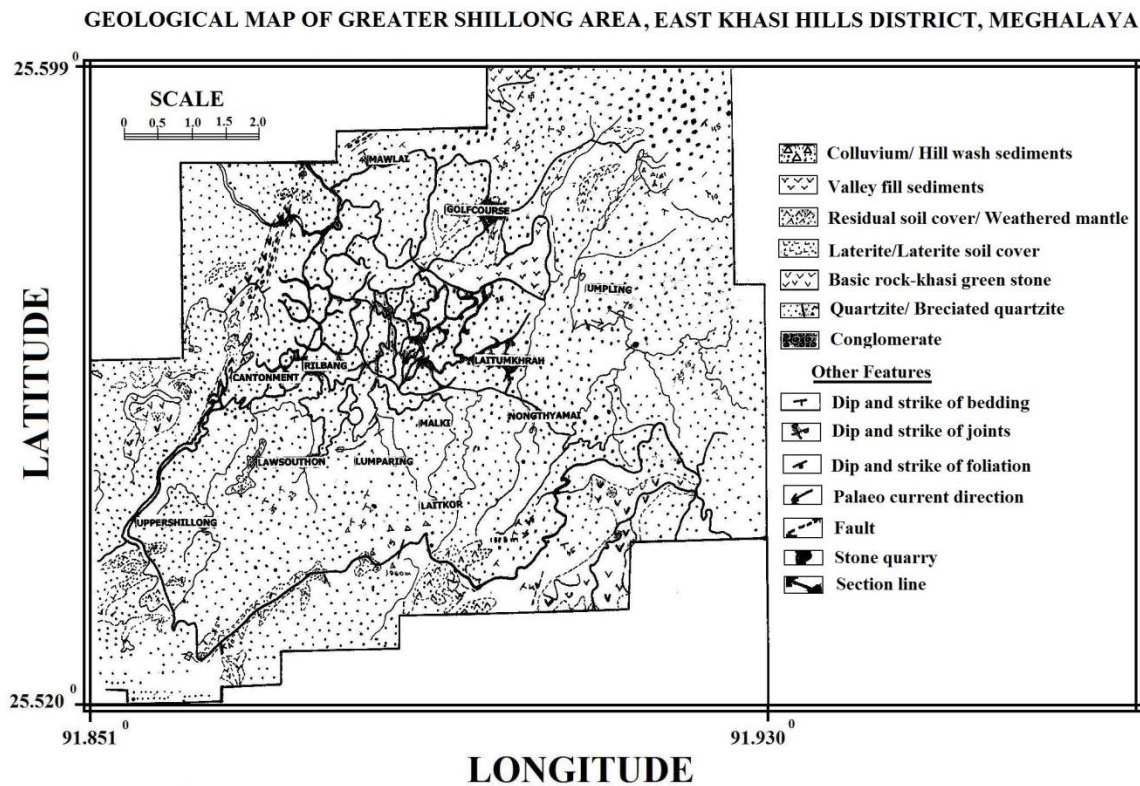 GEOLOGICAL MAP OF GREATER SHILLONG AREA, EAST KHASI HILLS DISTRICT, MEGHALAYA
25.599⁰
SCALE
0 0.5 1.0 2.0
MAWLAI
GOLFCOURSE
UMPLING
LAITUMKHRAH
RILBANG
CANTONMENT
NONGTHYAMAI
MALKI
LAWSOUTHON
LUMPARING
LAITKOR
UPPERSHILLONG
LATITUDE
Colluvium/ Hill wash sediments
Valley fill sediments
Residual soil cover/ Weathered mantle
Laterite/Laterite soil cover
Basic rock-khasi green stone
Quartzite/ Breciated quartzite
Conglomerate
Other Features
Dip and strike of bedding
Dip and strike of joints
Dip and strike of foliation
Palaeo current direction
Fault
Stone quarry
Section line
25.520⁰
91.851⁰
91.930⁰
LONGITUDE